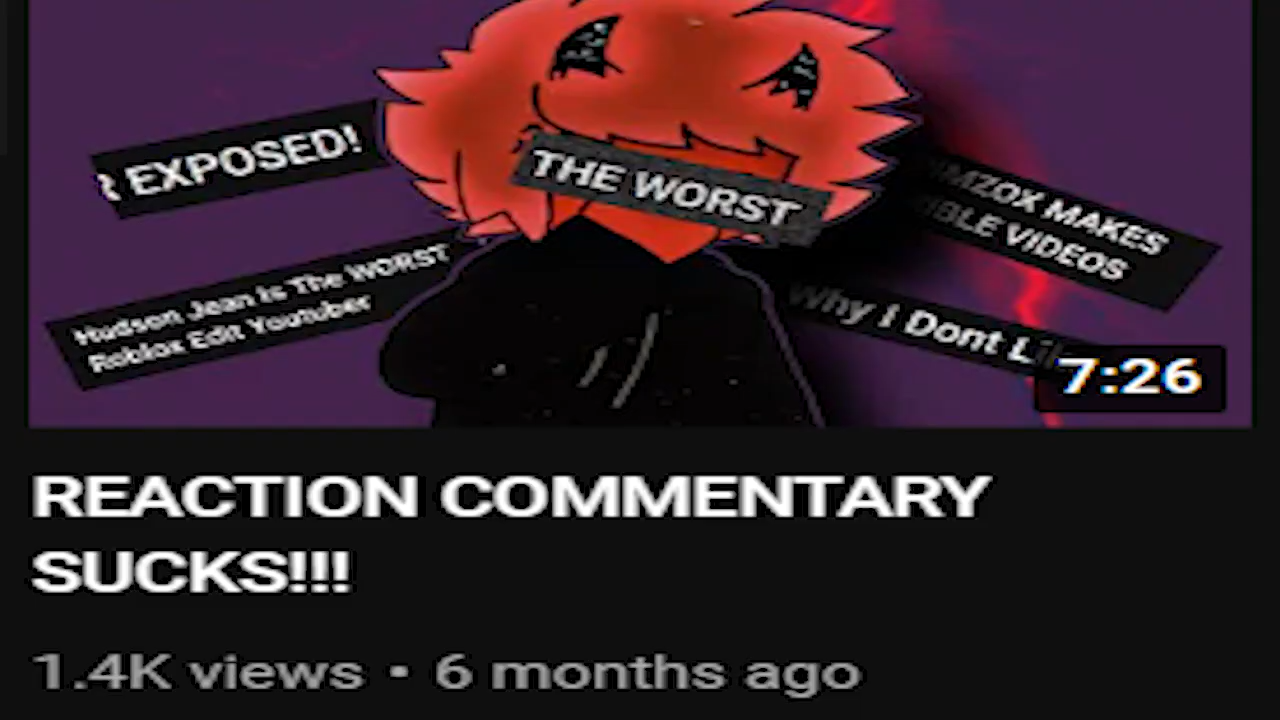 EXPOSED!
THE WORST
MAKES
VIDEOS
Hudson Jean Is The WORST
Roblox Edit Youtuber
Why I Dont
7:26
REACTION COMMENTARY
SUCKS!!!
1.4K views • 6 months ago